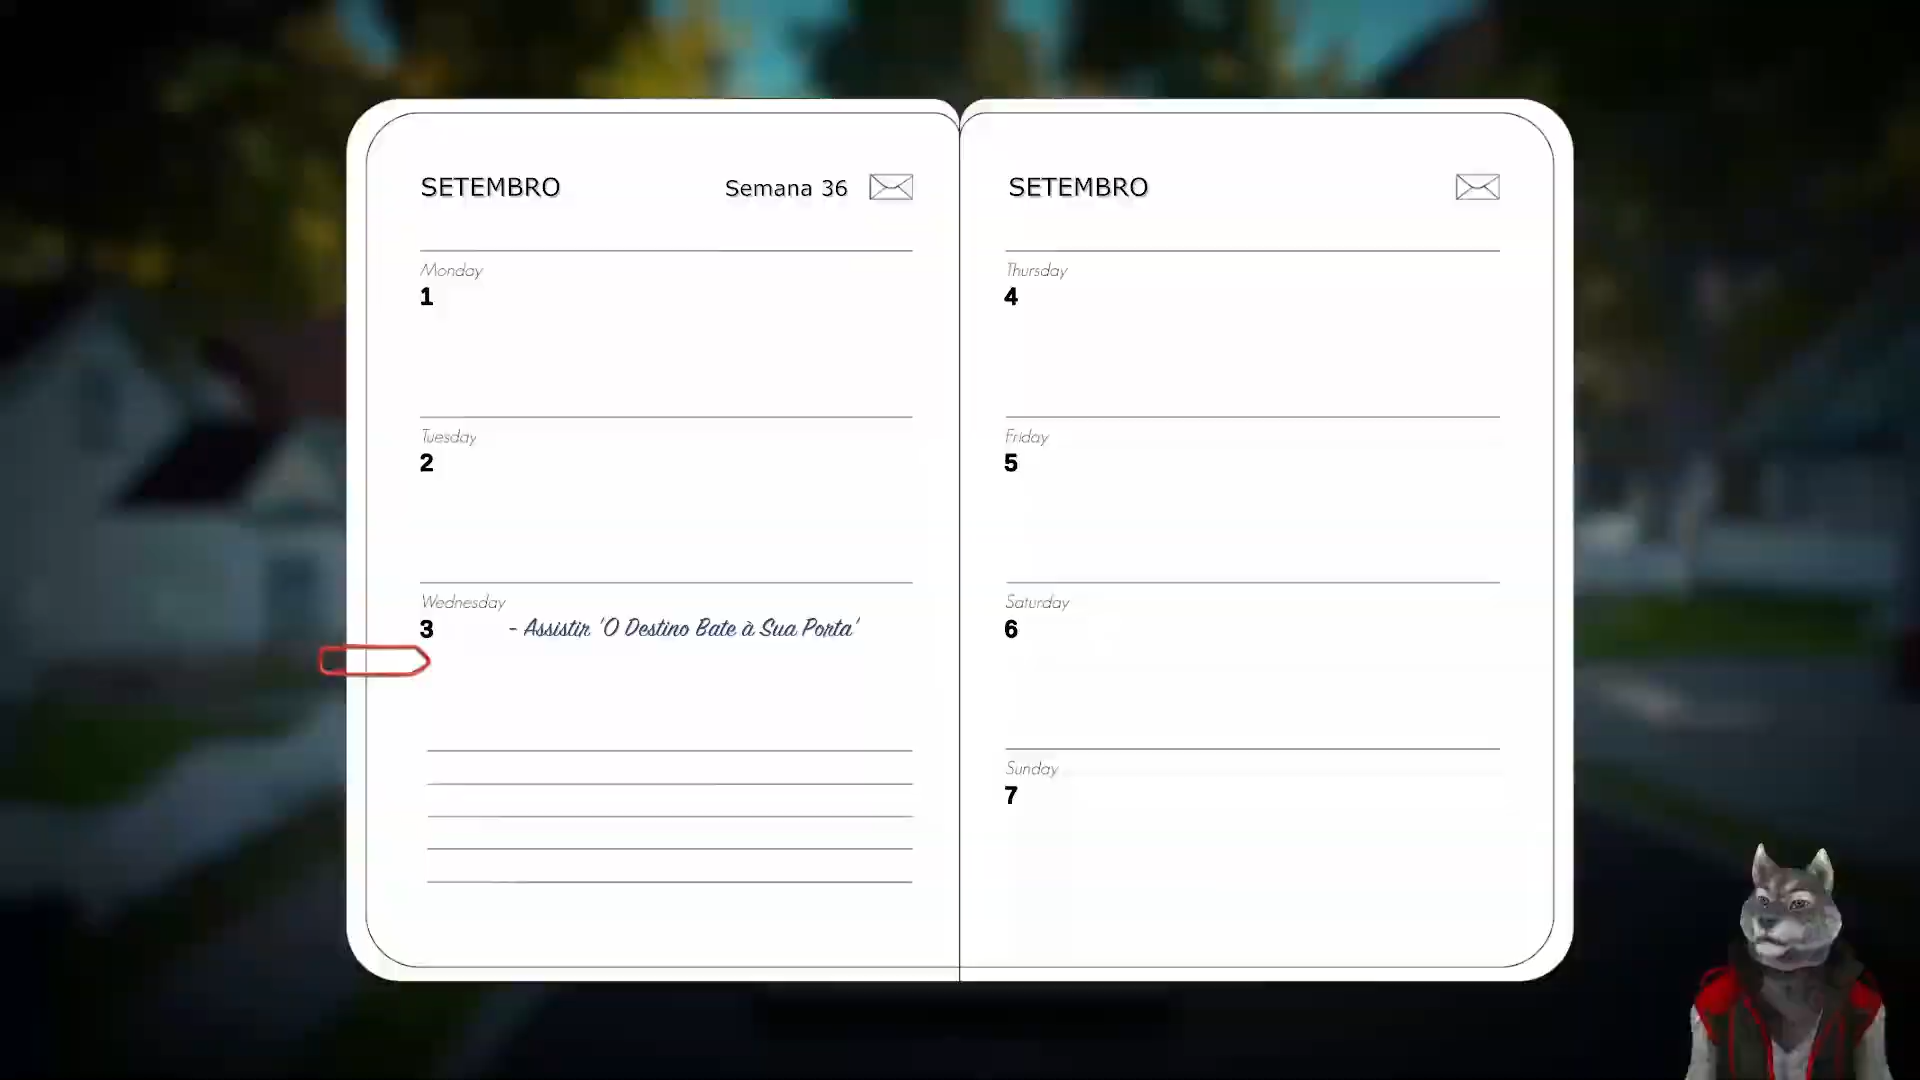 SETEMBRO
Semana 36
Monday
1
Tuesday
2
Wednesday
3
- Assistir 'O Destino Bate à Sua Porta'
SETEMBRO
Thursday
4
Friday
5
Saturday
6
Sunday
7